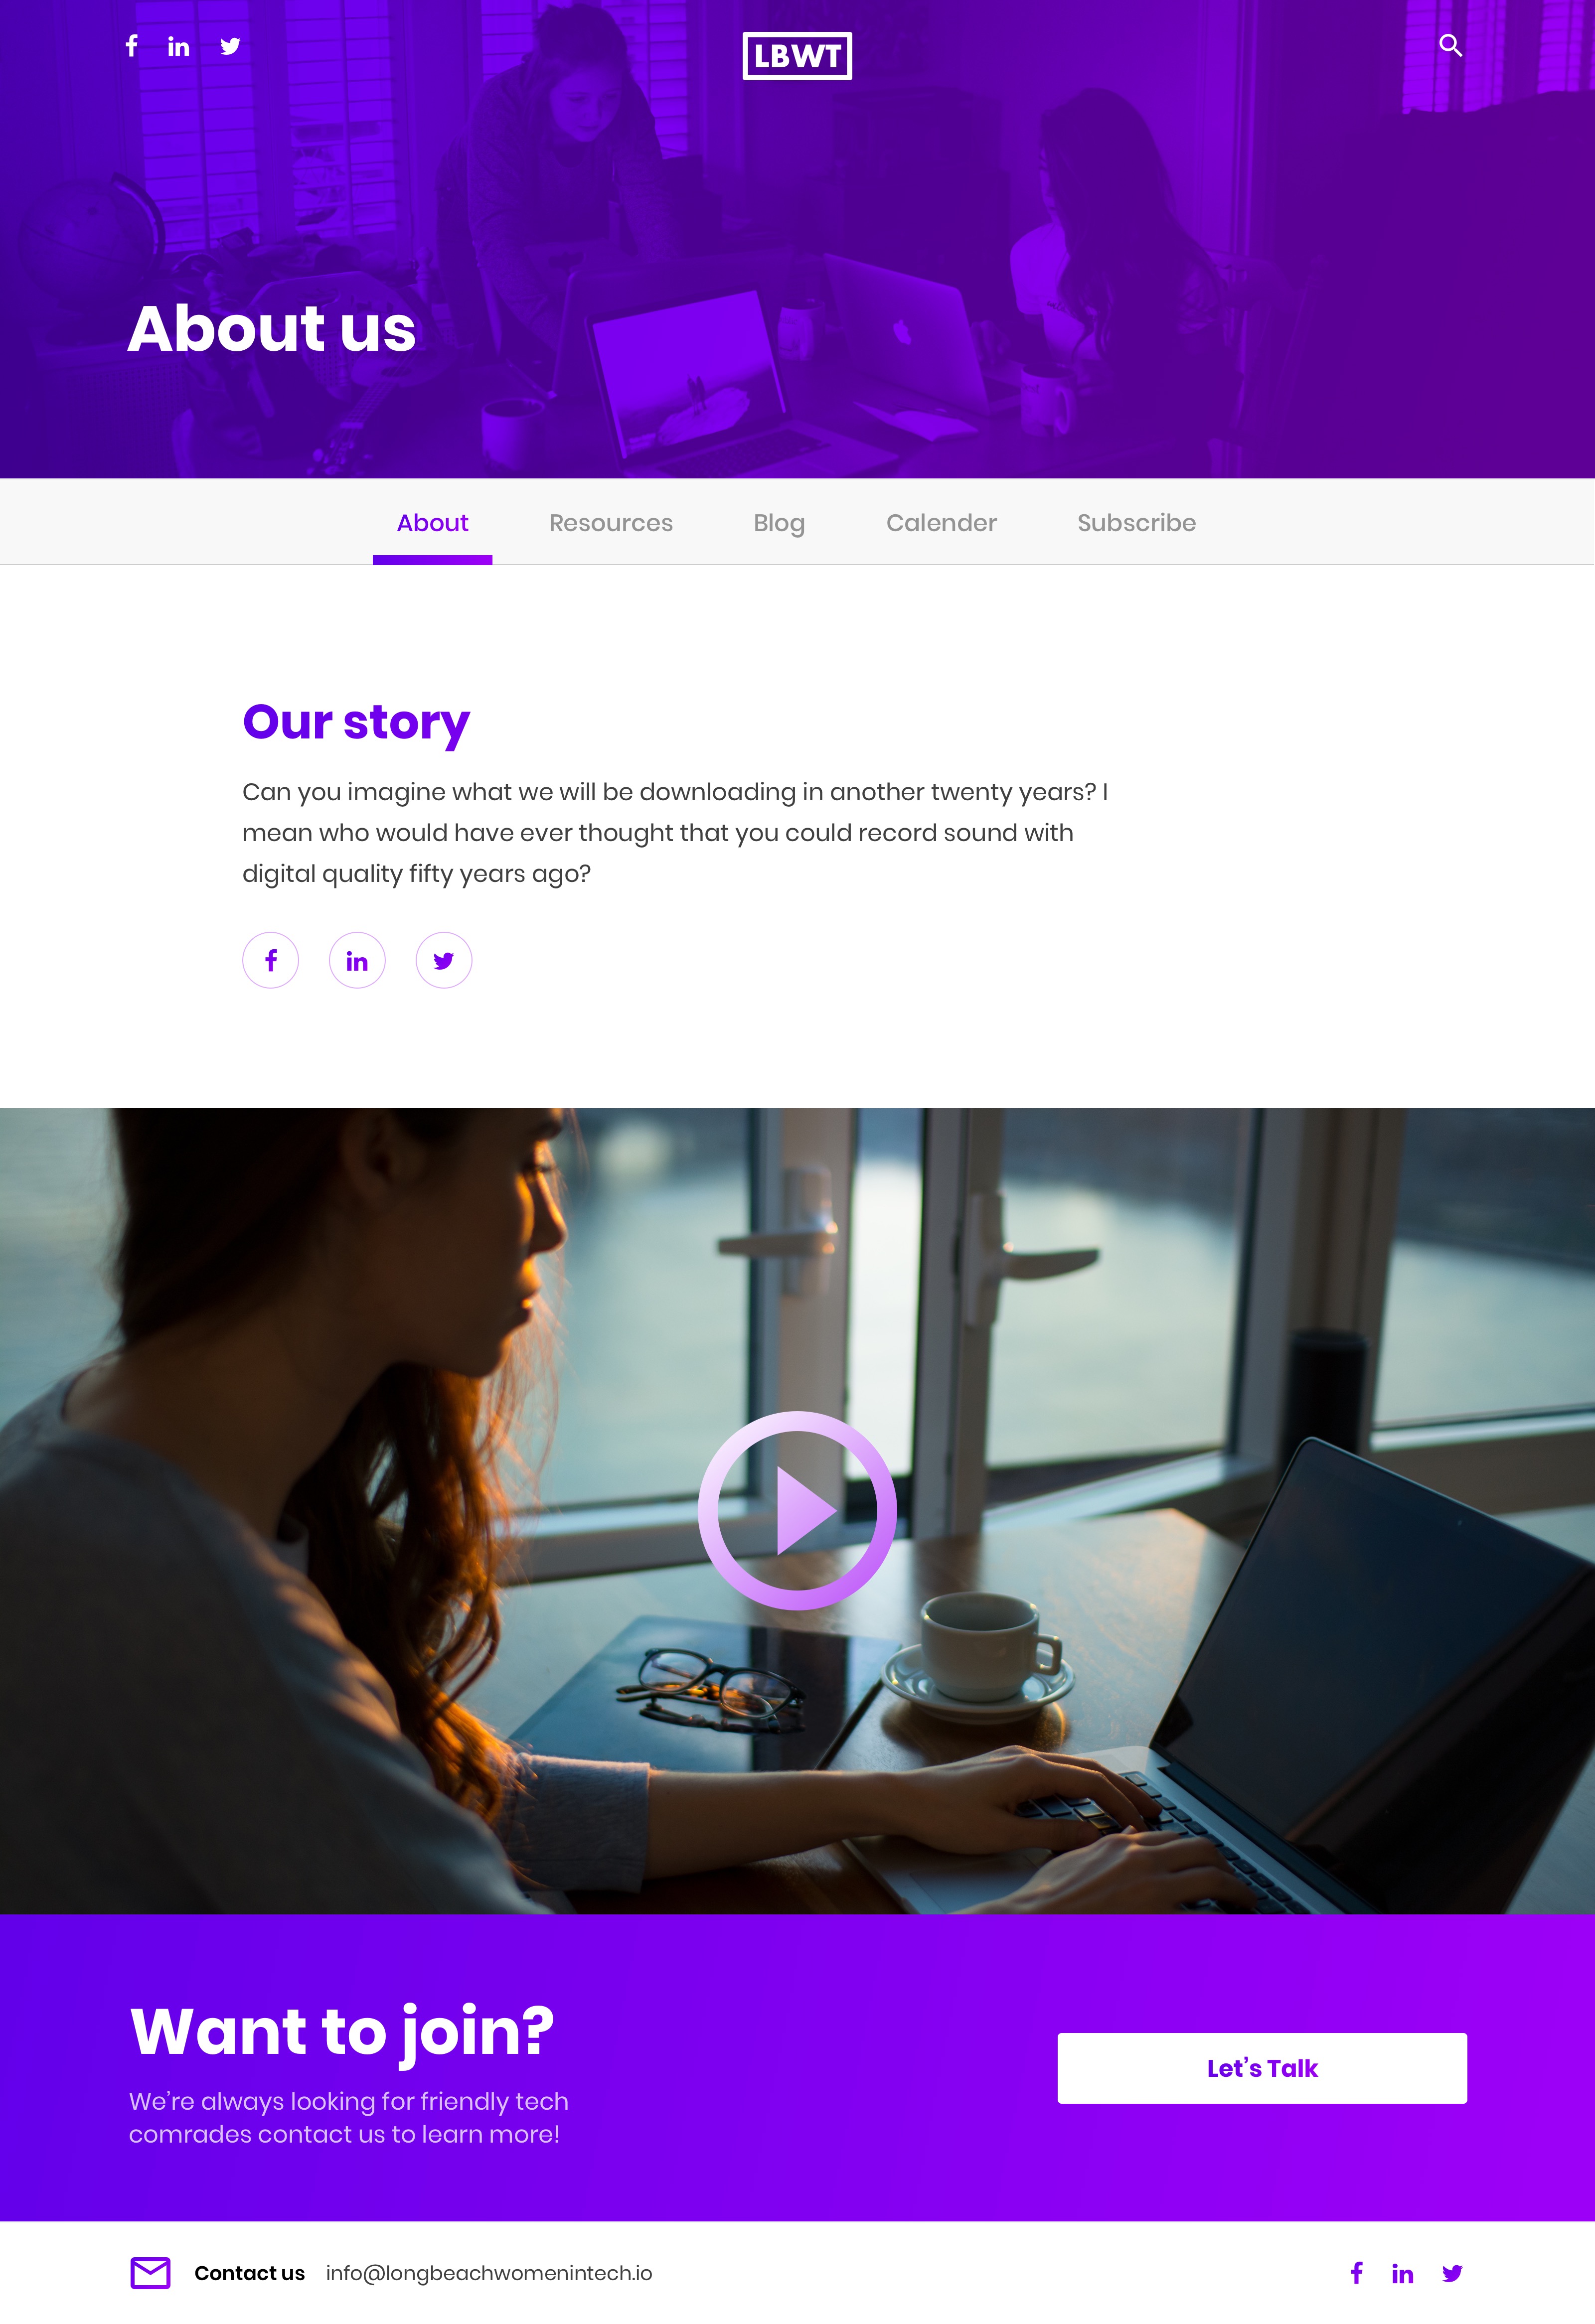 LBWT
About us
About
Resources
Blog
Calender
Subscribe
Our story
Can you imagine what we will be downloading in another twenty years? I
mean who would have ever thought that you could record sound with
digital quality fifty years ago?
Want to join?
We’re always looking for friendly tech
comrades contact us to learn more!
Let’s Talk
Contact us info@longbeachwomenintech.io